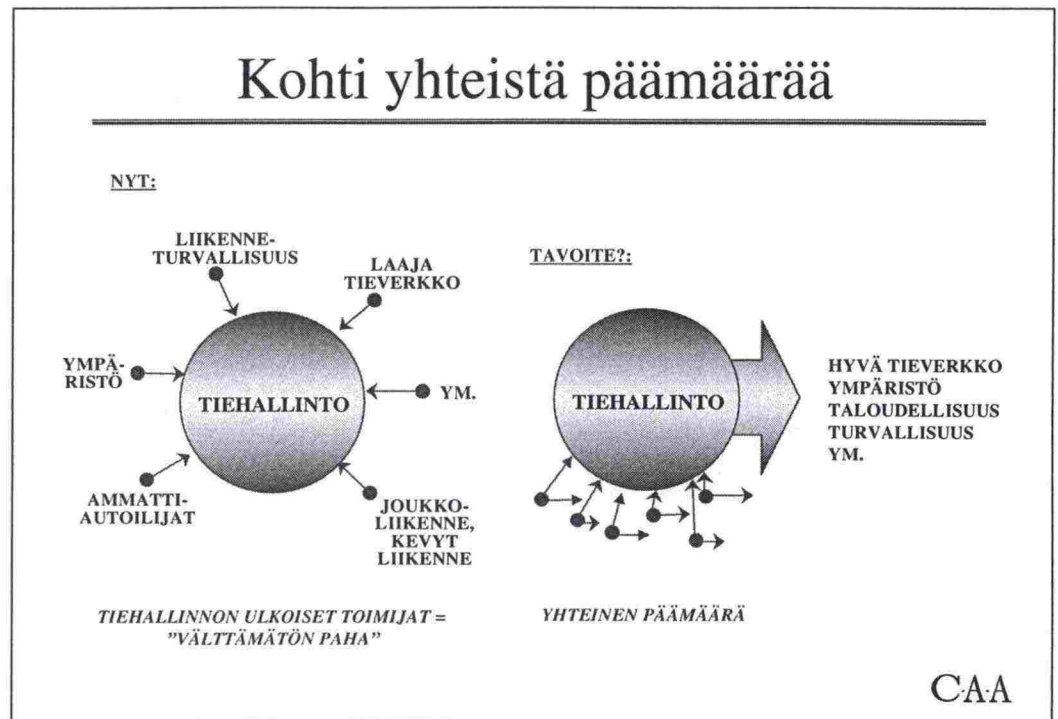 Kohti yhteistä päämäärää
NYT:
LIIKENNE-
TURVALLISUUS
LAAJA
TIEVERKKO
YMPÄ-
RISTÖ
TIEHALLINTO
YM.
AMMATTI-
AUTOILIJAT
JOUKKO-
LIIKENNE,
KEVYT
LIIKENNE
TIEHALLINNON ULKOISET TOIMIJAT =
”VÄLTTÄMÄTÖN PAHA”
TAVOITE?:
TIEHALLINTO
HYVÄ TIEVERKKO
YMPÄRISTÖ
TALOUDELLISUUS
TURVALLISUUS
YM.
YHTEINEN PÄÄMÄÄRÄ
C·A·A